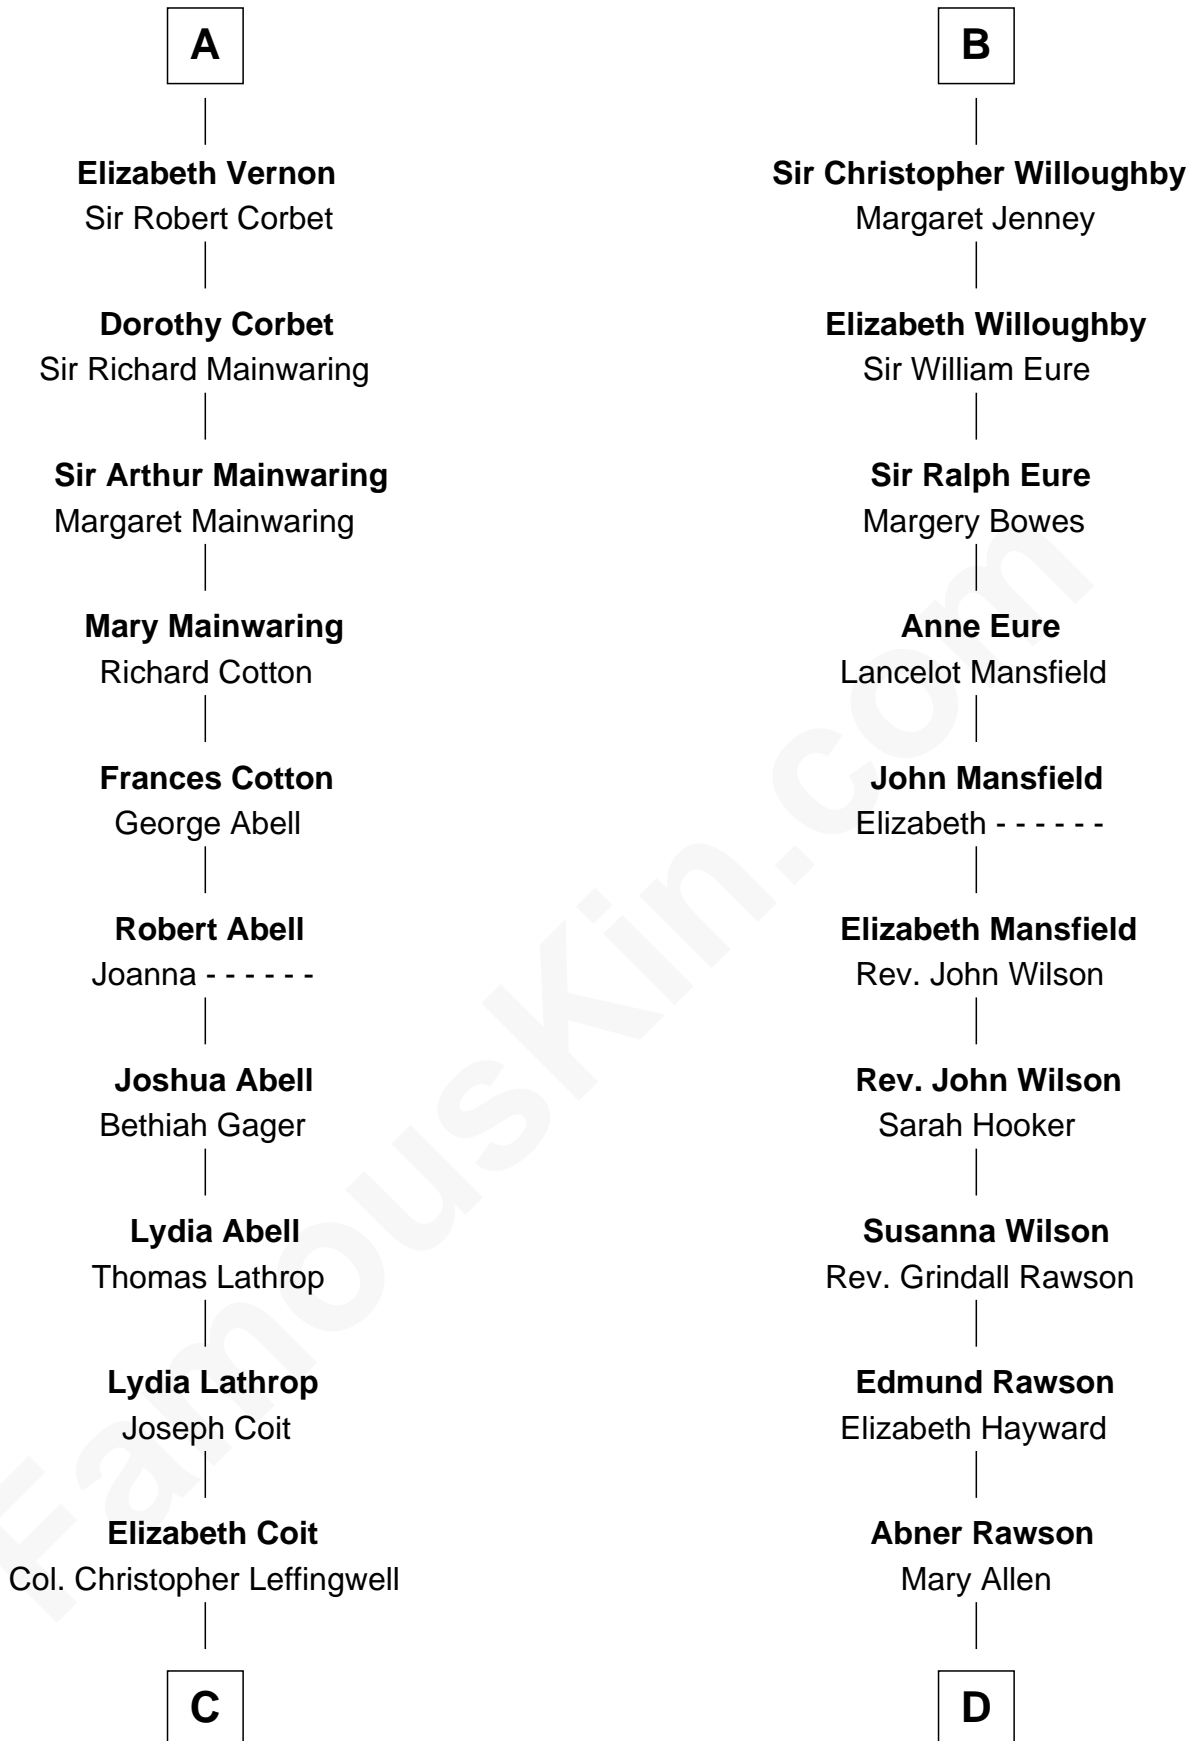 A
Elizabeth Vernon
Sir Robert Corbet
Dorothy Corbet
Sir Richard Mainwaring
Sir Arthur Mainwaring
Margaret Mainwaring
Mary Mainwaring
Richard Cotton
Frances Cotton
George Abell
Robert Abell
Joanna - - - - - -
Joshua Abell
Bethiah Gager
Lydia Abell
Thomas Lathrop
Lydia Lathrop
Joseph Coit
Elizabeth Coit
Col. Christopher Leffingwell
C
B
Sir Christopher Willoughby
Margaret Jenney
Elizabeth Willoughby
Sir William Eure
Sir Ralph Eure
Margery Bowes
Anne Eure
Lancelot Mansfield
John Mansfield
Elizabeth - - - - - -
Elizabeth Mansfield
Rev. John Wilson
Rev. John Wilson
Sarah Hooker
Susanna Wilson
Rev. Grindall Rawson
Edmund Rawson
Elizabeth Hayward
Abner Rawson
Mary Allen
D
FamousKin.com